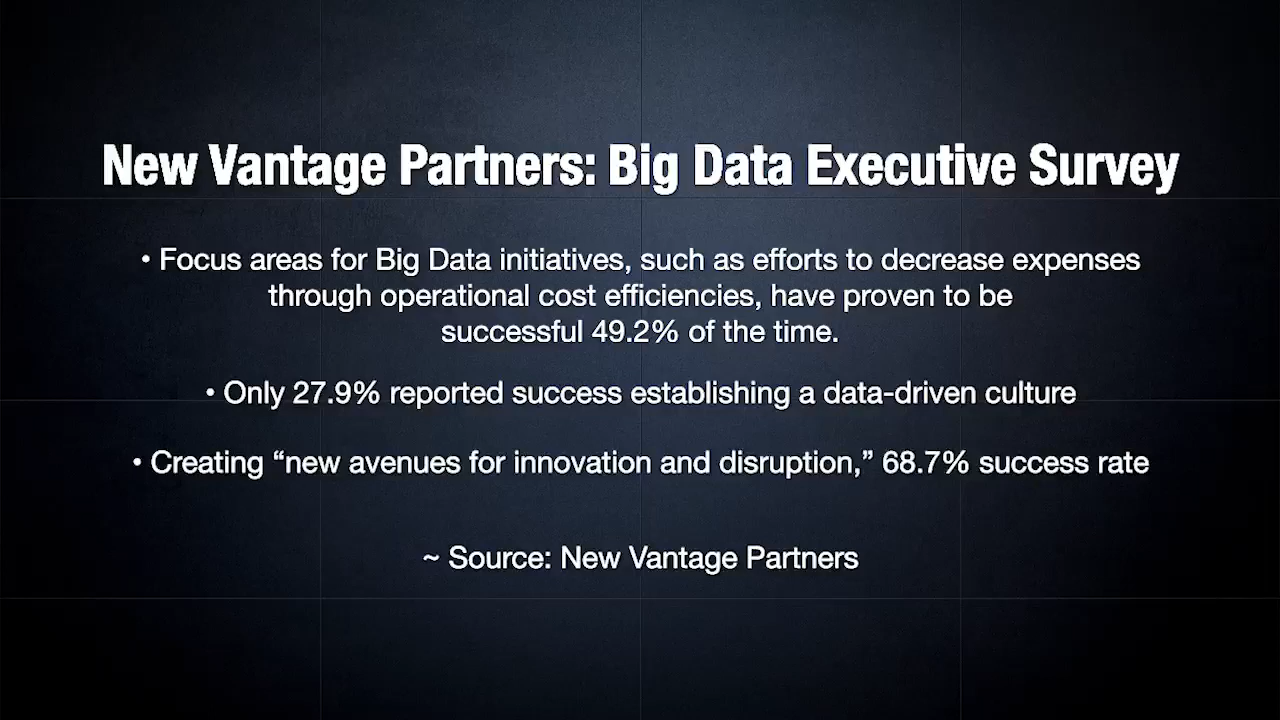 New Vantage Partners: Big Data Executive Survey
• Focus areas for Big Data initiatives, such as efforts to decrease expenses
through operational cost efficiencies, have proven to be
successful 49.2% of the time.
• Only 27.9% reported success establishing a data-driven culture
• Creating “new avenues for innovation and disruption,” 68.7% success rate
~ Source: New Vantage Partners